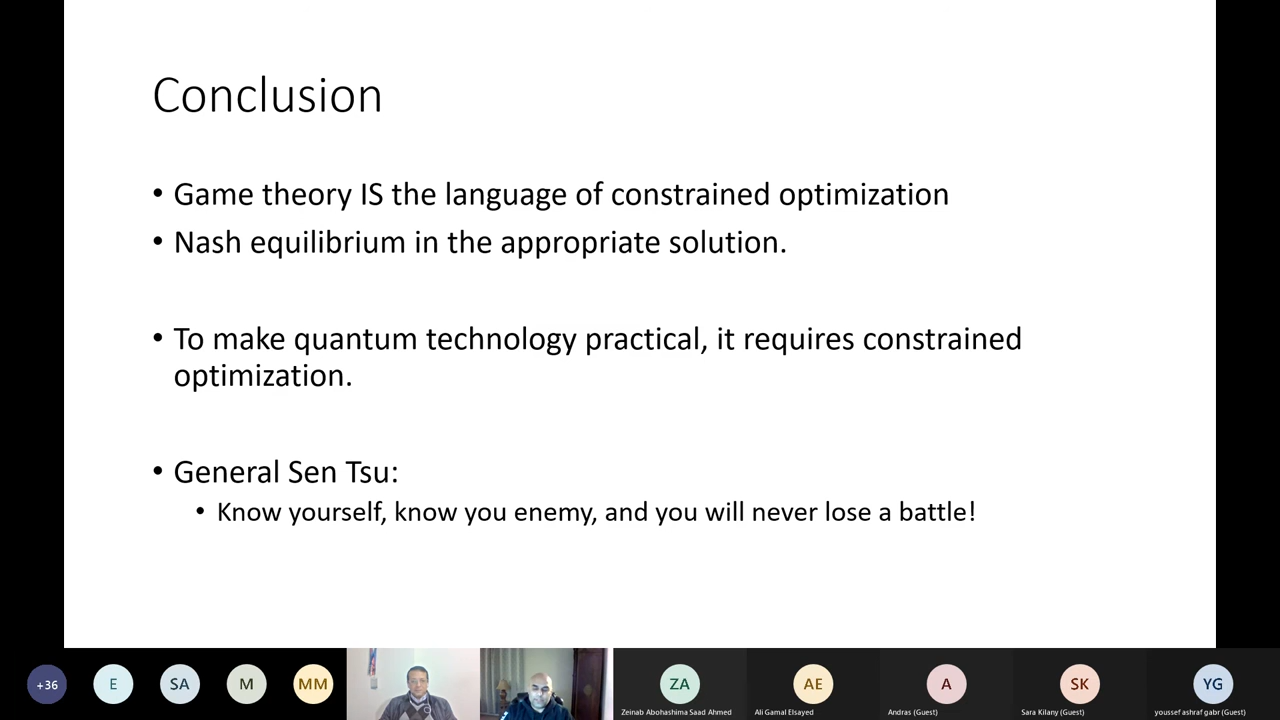 Conclusion
• Game theory IS the language of constrained optimization
• Nash equilibrium in the appropriate solution.
• To make quantum technology practical, it requires constrained
optimization.
• General Sen Tsu:
• Know yourself, know you enemy, and you will never lose a battle!
+36
E
SA
M
MM
ZA
AE
A
SK
YG
Zeinab Abohashima Saad Ahmed
Ali Gamal Elsayed
Andras (Guest)
Sara Kilany (Guest)
youssef ashraf gabr (Guest)